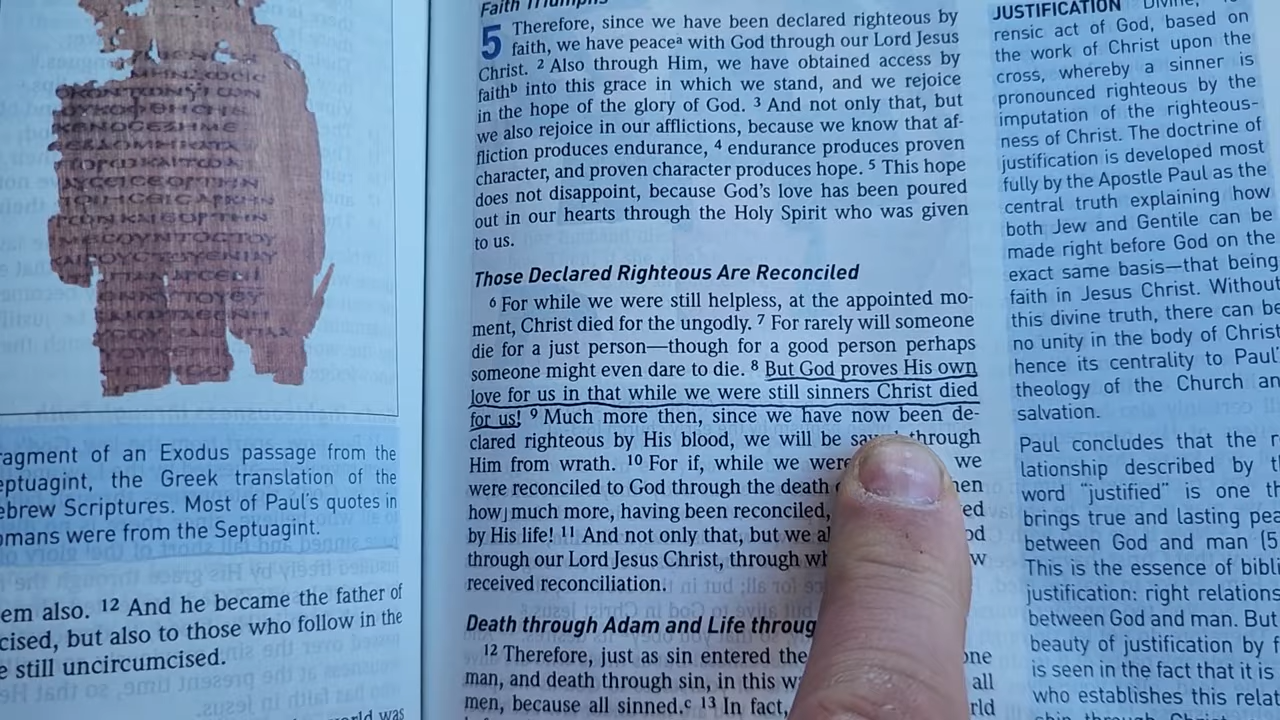 ragment of an Exodus passage from the
eptuagint, the Greek translation of the
ebrew Scriptures. Most of Paul's quotes in
omans were from the Septuagint.
em also. 12 And he became the father of
cised, but also to those who follow in the
e still uncircumcised.
orld was
Faith Triumphs
5 Therefore, since we have been declared righteous by
faith, we have peacea with God through our Lord Jesus
Christ. 2 Also through Him, we have obtained access by
faithb into this grace in which we stand, and we rejoice
in the hope of the glory of God. 3 And not only that, but
we also rejoice in our afflictions, because we know that af-
fliction produces endurance, 4 endurance produces proven
character, and proven character produces hope. 5 This hope
does not disappoint, because God's love has been poured
out in our hearts through the Holy Spirit who was given
to us.
Those Declared Righteous Are Reconciled
6 For while we were still helpless, at the appointed mo-
ment, Christ died for the ungodly. 7 For rarely will someone
die for a just person—though for a good person perhaps
someone might even dare to die. 8 But God proves His own
love for us in that while we were still sinners Christ died
for us! 9 Much more then, since we have now been de-
clared righteous by His blood, we will be saved through
Him from wrath. 10 For if, while we were we
were reconciled to God through the death
how much more, having been reconciled, ed
by His life! 11 And not only that, but we al od
through our Lord Jesus Christ, through wh w
received reconciliation.
Death through Adam and Life throug
12 Therefore, just as sin entered the one
man, and death through sin, in this w all
men, because all sinned.c 13 In fact, rld
JUSTIFICATION Divine,
rensic act of God, based on
the work of Christ upon the
cross, whereby a sinner is
pronounced righteous by the
imputation of the righteous-
ness of Christ. The doctrine of
justification is developed most
fully by the Apostle Paul as the
central truth explaining how
both Jew and Gentile can be
made right before God on the
exact same basis—that being
faith in Jesus Christ. Without
this divine truth, there can be
no unity in the body of Christ
hence its centrality to Paul'
theology of the Church an
salvation.
Paul concludes that the r
lationship described by t
word "justified" is one th
brings true and lasting pea
between God and man (5
This is the essence of bibli
justification: right relations
between God and man. But
beauty of justification by f
is seen in the fact that it is
who establishes this relat